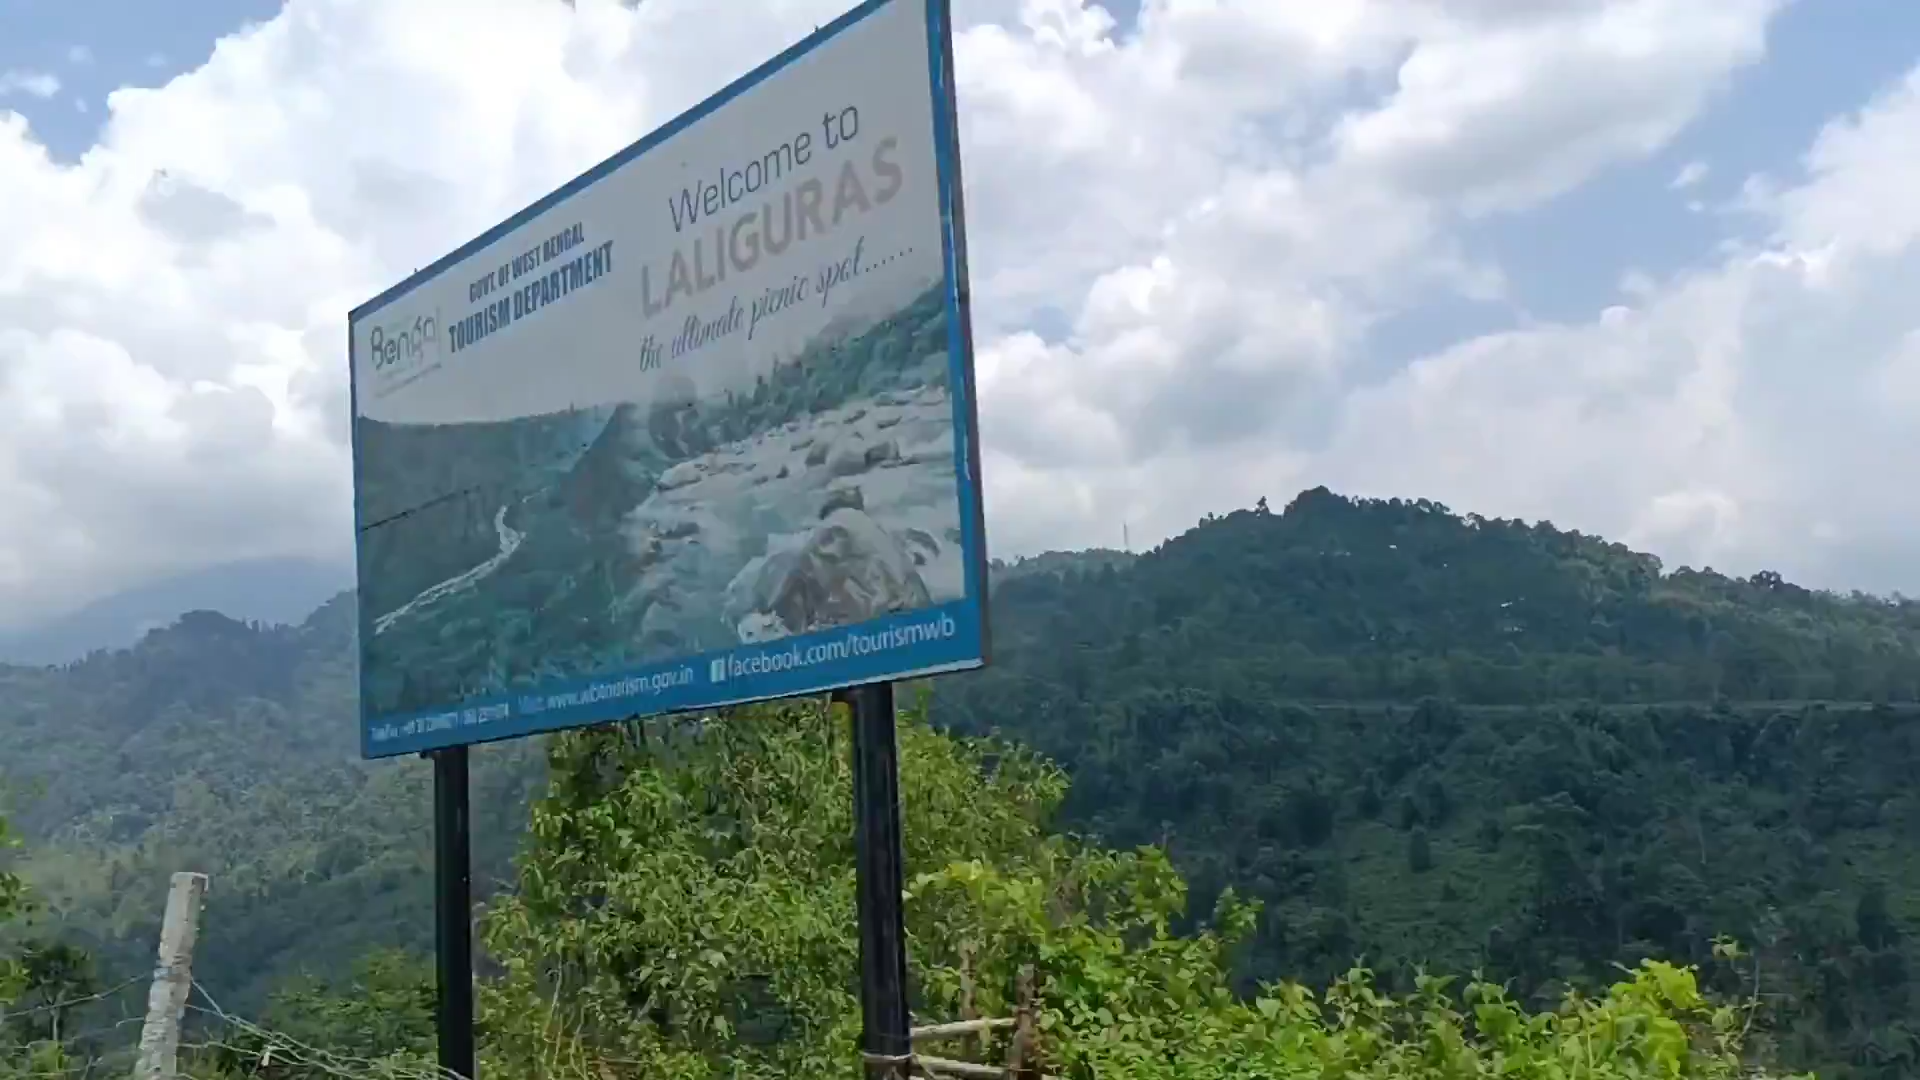 Bengal
GOVT. OF WEST BENGAL
TOURISM DEPARTMENT
Welcome to
LALIGURAS
the ultimate picnic spot......
Visit: www.wbtourism.gov.in
facebook.com/tourismwb